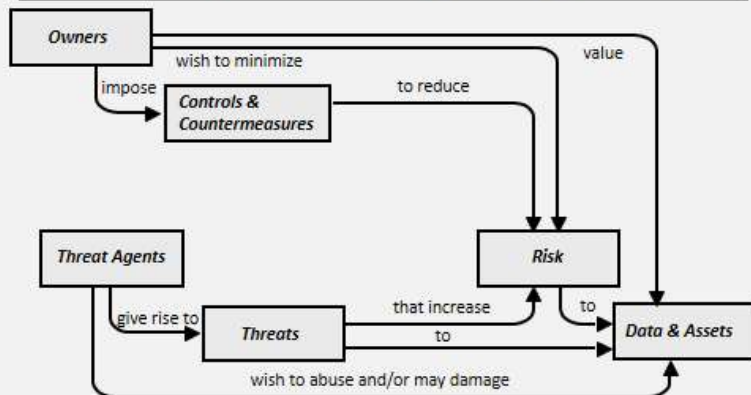 Owners
wish to minimize
value
impose
Controls &
Countermeasures
to reduce
Threat Agents
Risk
give rise to
Threats
that increase
to
to
Data & Assets
wish to abuse and/or may damage